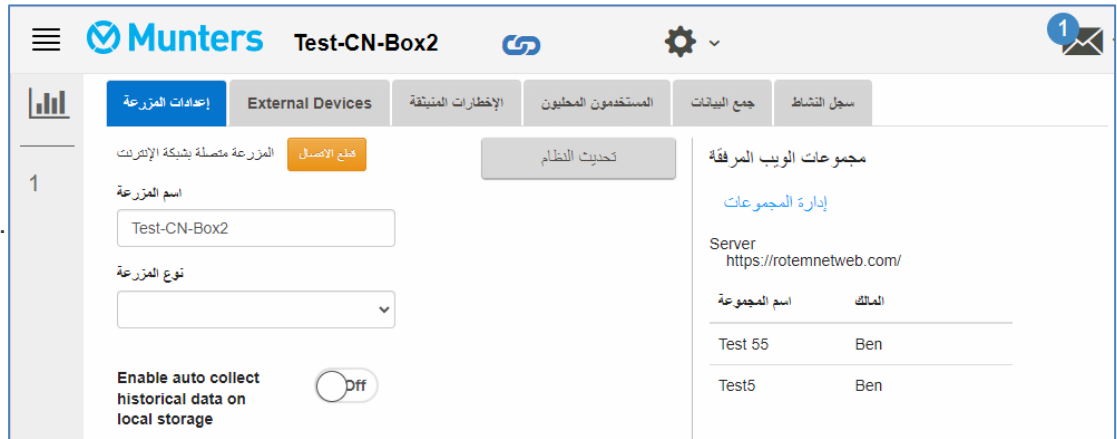 Munters Test-CN-Box2 1
إعدادات المزرعة External Devices الإخطارات المنبثقة المستخدمون المحليون جمع البيانات سجل النشاط
1
المزرعة متصلة بشبكة الإنترنت قطع الاتصال
تحديث النظام
اسم المزرعة
Test-CN-Box2
نوع المزرعة
Enable auto collect
historical data on
local storage
Off
مجموعات الويب المرفقة
إدارة المجموعات
Server
https://rotemnetweb.com/
اسم المجموعة المالك
Test 55 Ben
Test5 Ben
.